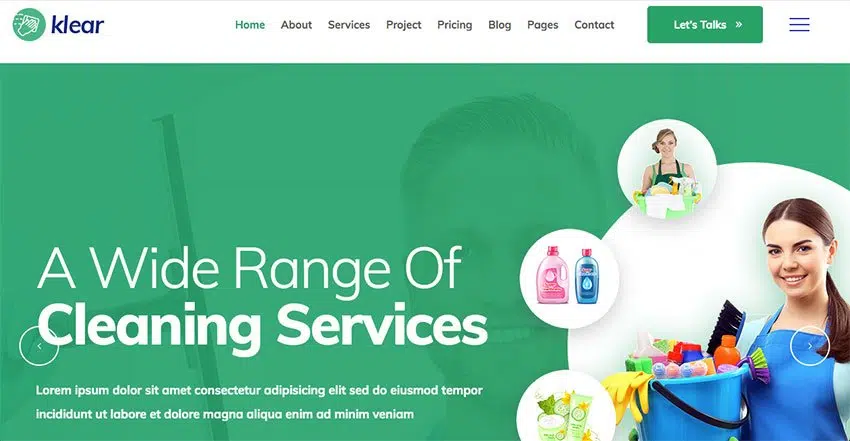 klear
Home About Services Project Pricing Blog Pages Contact
Let's Talks »
A Wide Range Of
Cleaning Services
Lorem ipsum dolor sit amet consectetur adipisicing elit sed do eiusmod tempor
incididunt ut labore et dolore magna aliqua enim ad minim veniam